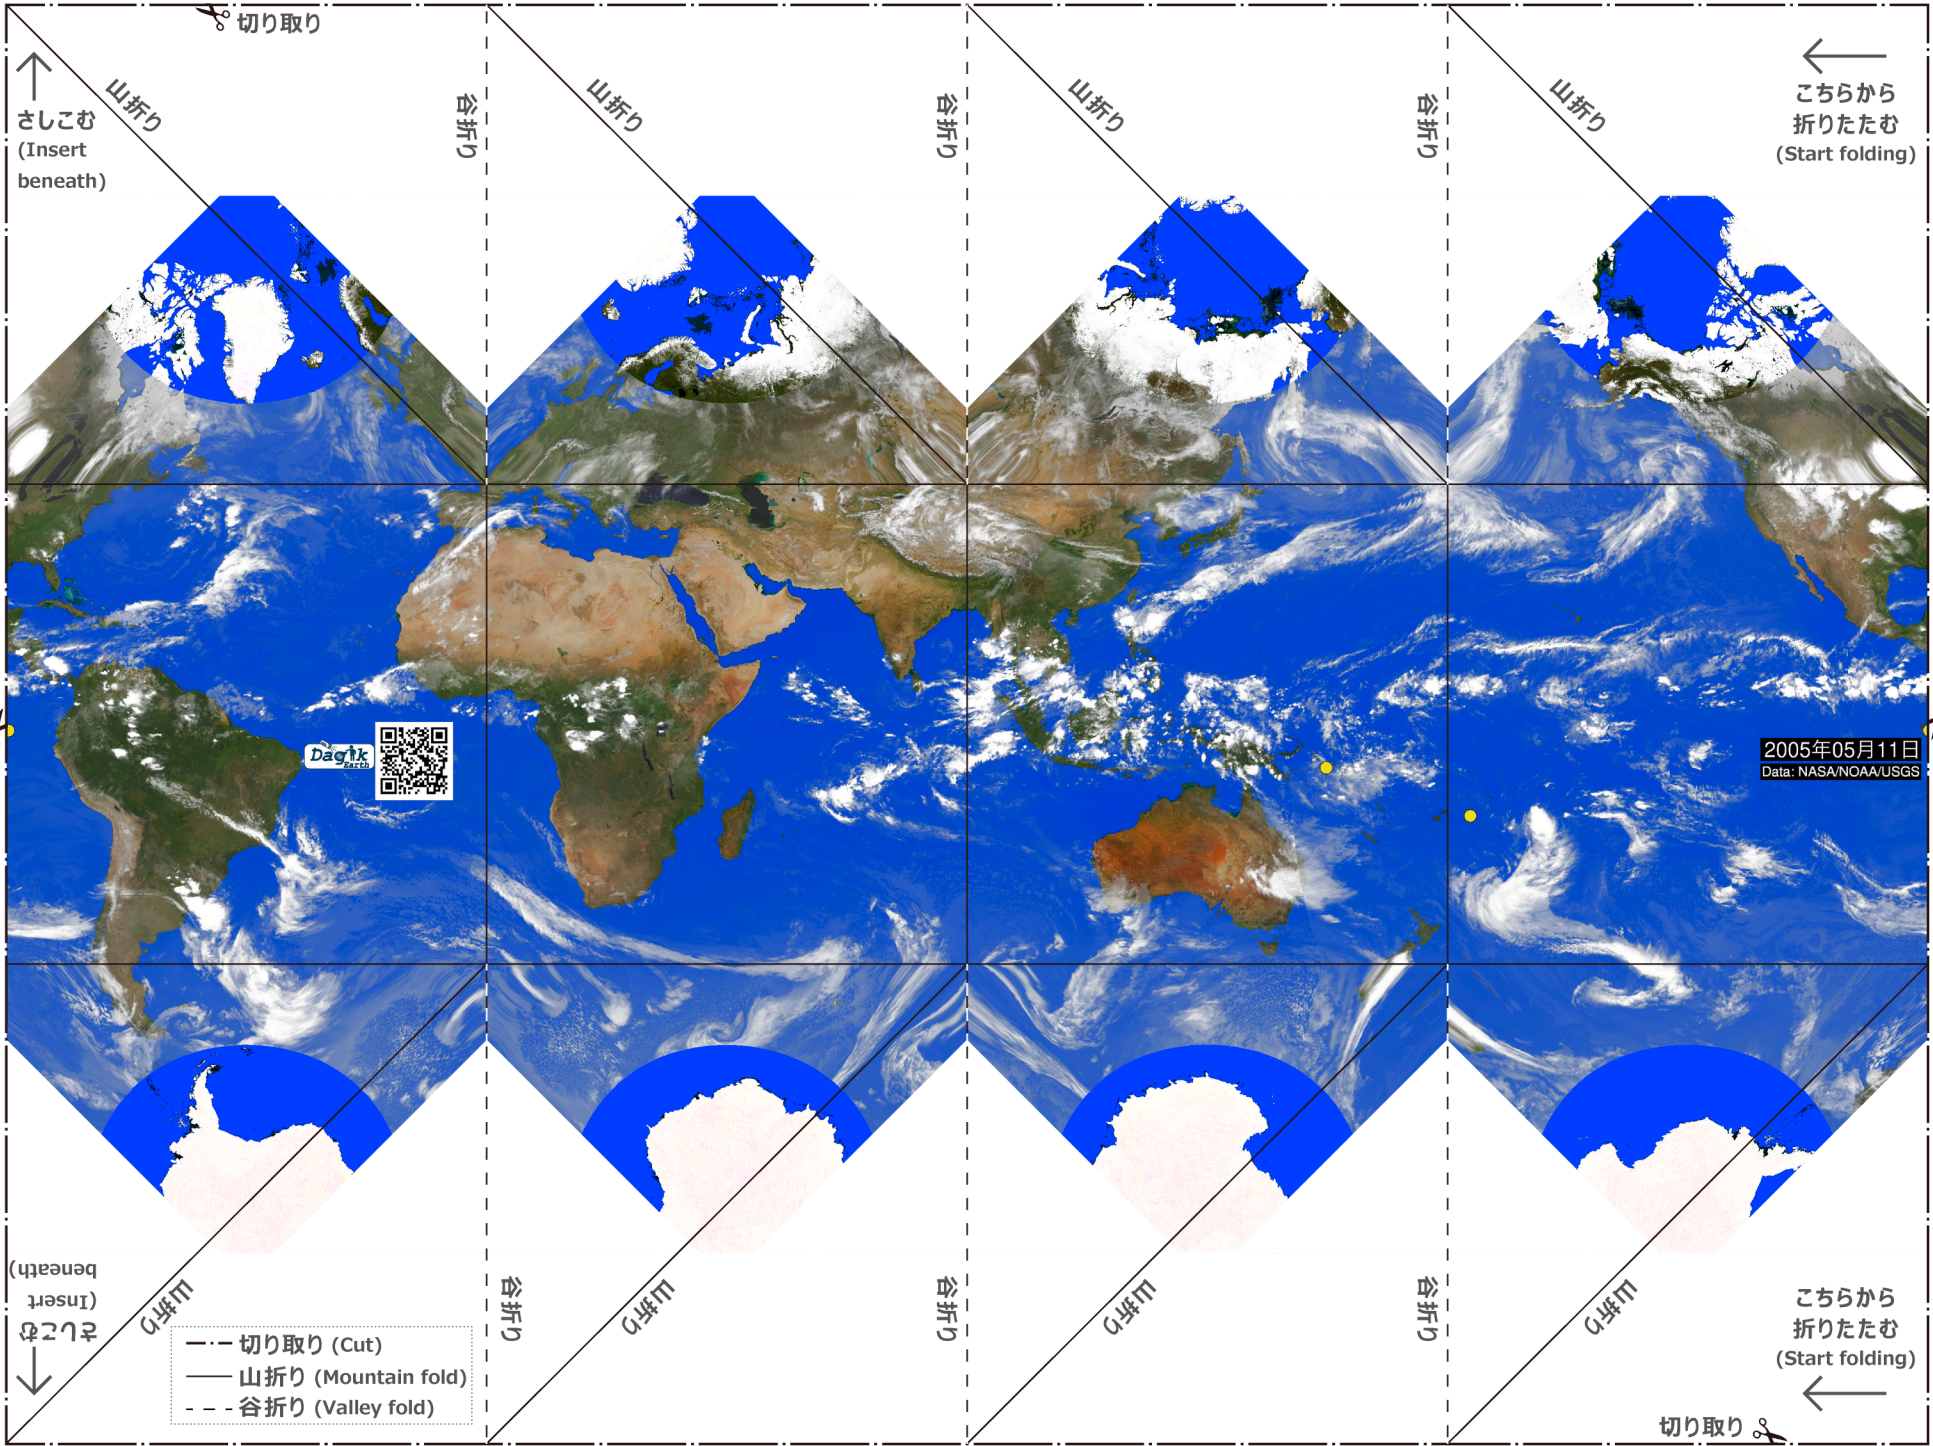 切り取り
山折り
谷折り
山折り
谷折り
山折り
谷折り
山折り
さしこむ
(Insert
beneath)
こちらから
折りたたむ
(Start folding)
Dagik
Earth
2005年05月11日
Data: NASA/NOAA/USGS
さしこむ
(Insert
beneath)
山折り
谷折り
山折り
谷折り
山折り
谷折り
山折り
切り取り (Cut)
山折り (Mountain fold)
谷折り (Valley fold)
こちらから
折りたたむ
(Start folding)
切り取り